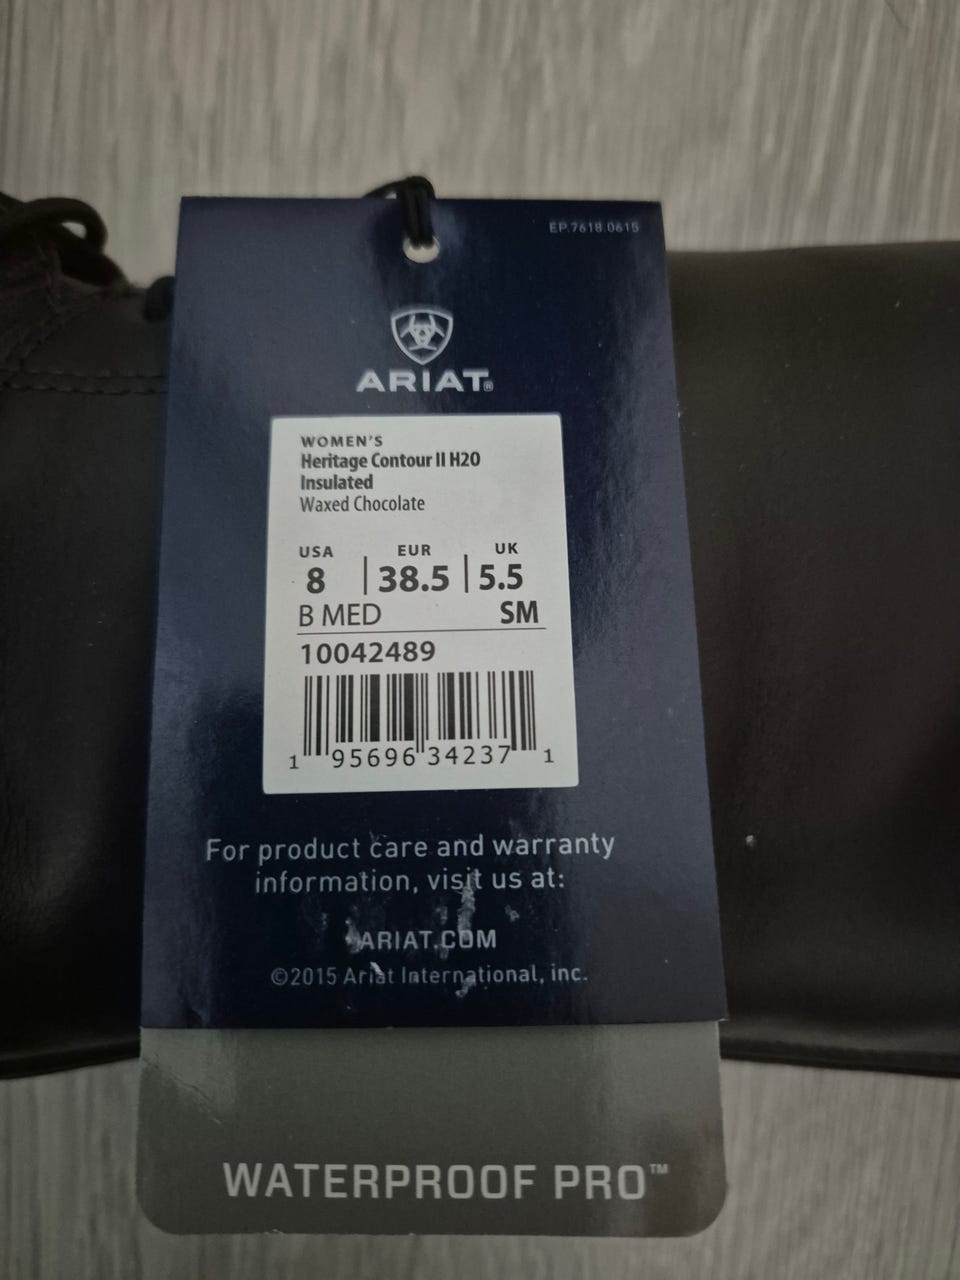 EP.7618.0615
ARIAT®
WOMEN'S
Heritage Contour II H2O
Insulated
Waxed Chocolate
USA EUR UK
8 | 38.5 | 5.5
B MED SM
10042489
1 95696 34237 1
For product care and warranty
information, visit us at:
ARIAT.COM
©2015 Ariat International, inc.
WATERPROOF PRO™